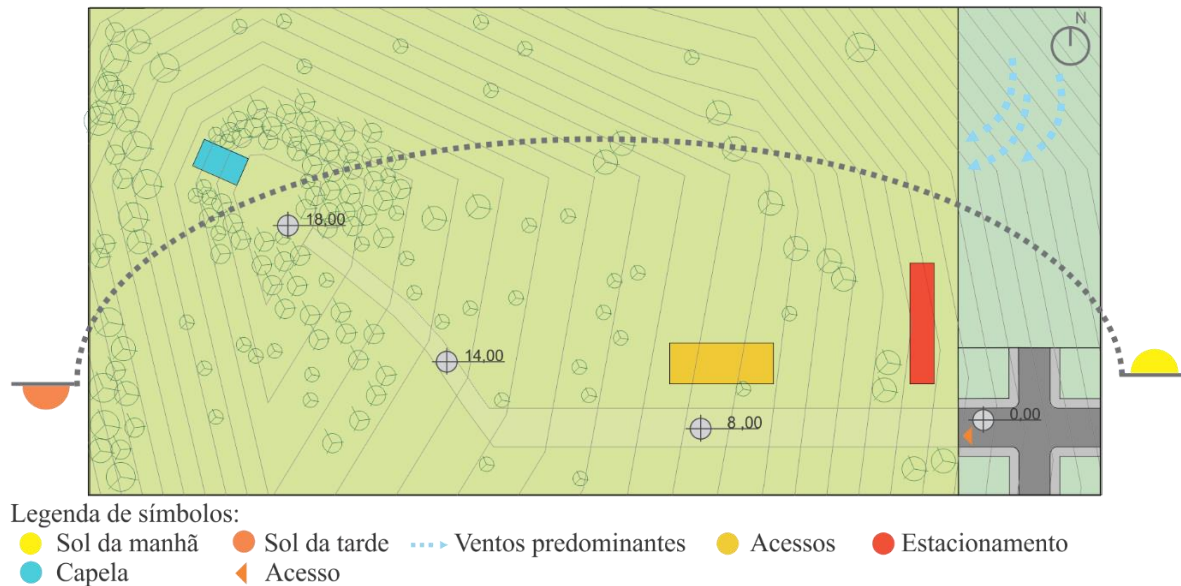 N
18,00
14,00
8 ,00
0,00
Legenda de símbolos:
Sol da manhã Sol da tarde Ventos predominantes Acessos Estacionamento
Capela Acesso